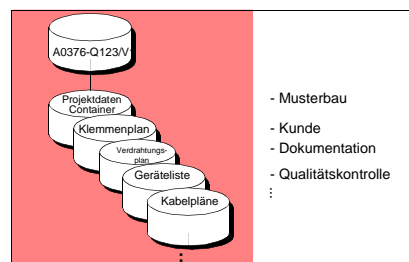 A0376-Q123/V
Projektdaten
Container
Klemmenplan
Verdrahtungs-
plan
Geräteliste
Kabelpläne
- Musterbau
- Kunde
- Dokumentation
- Qualitätskontrolle